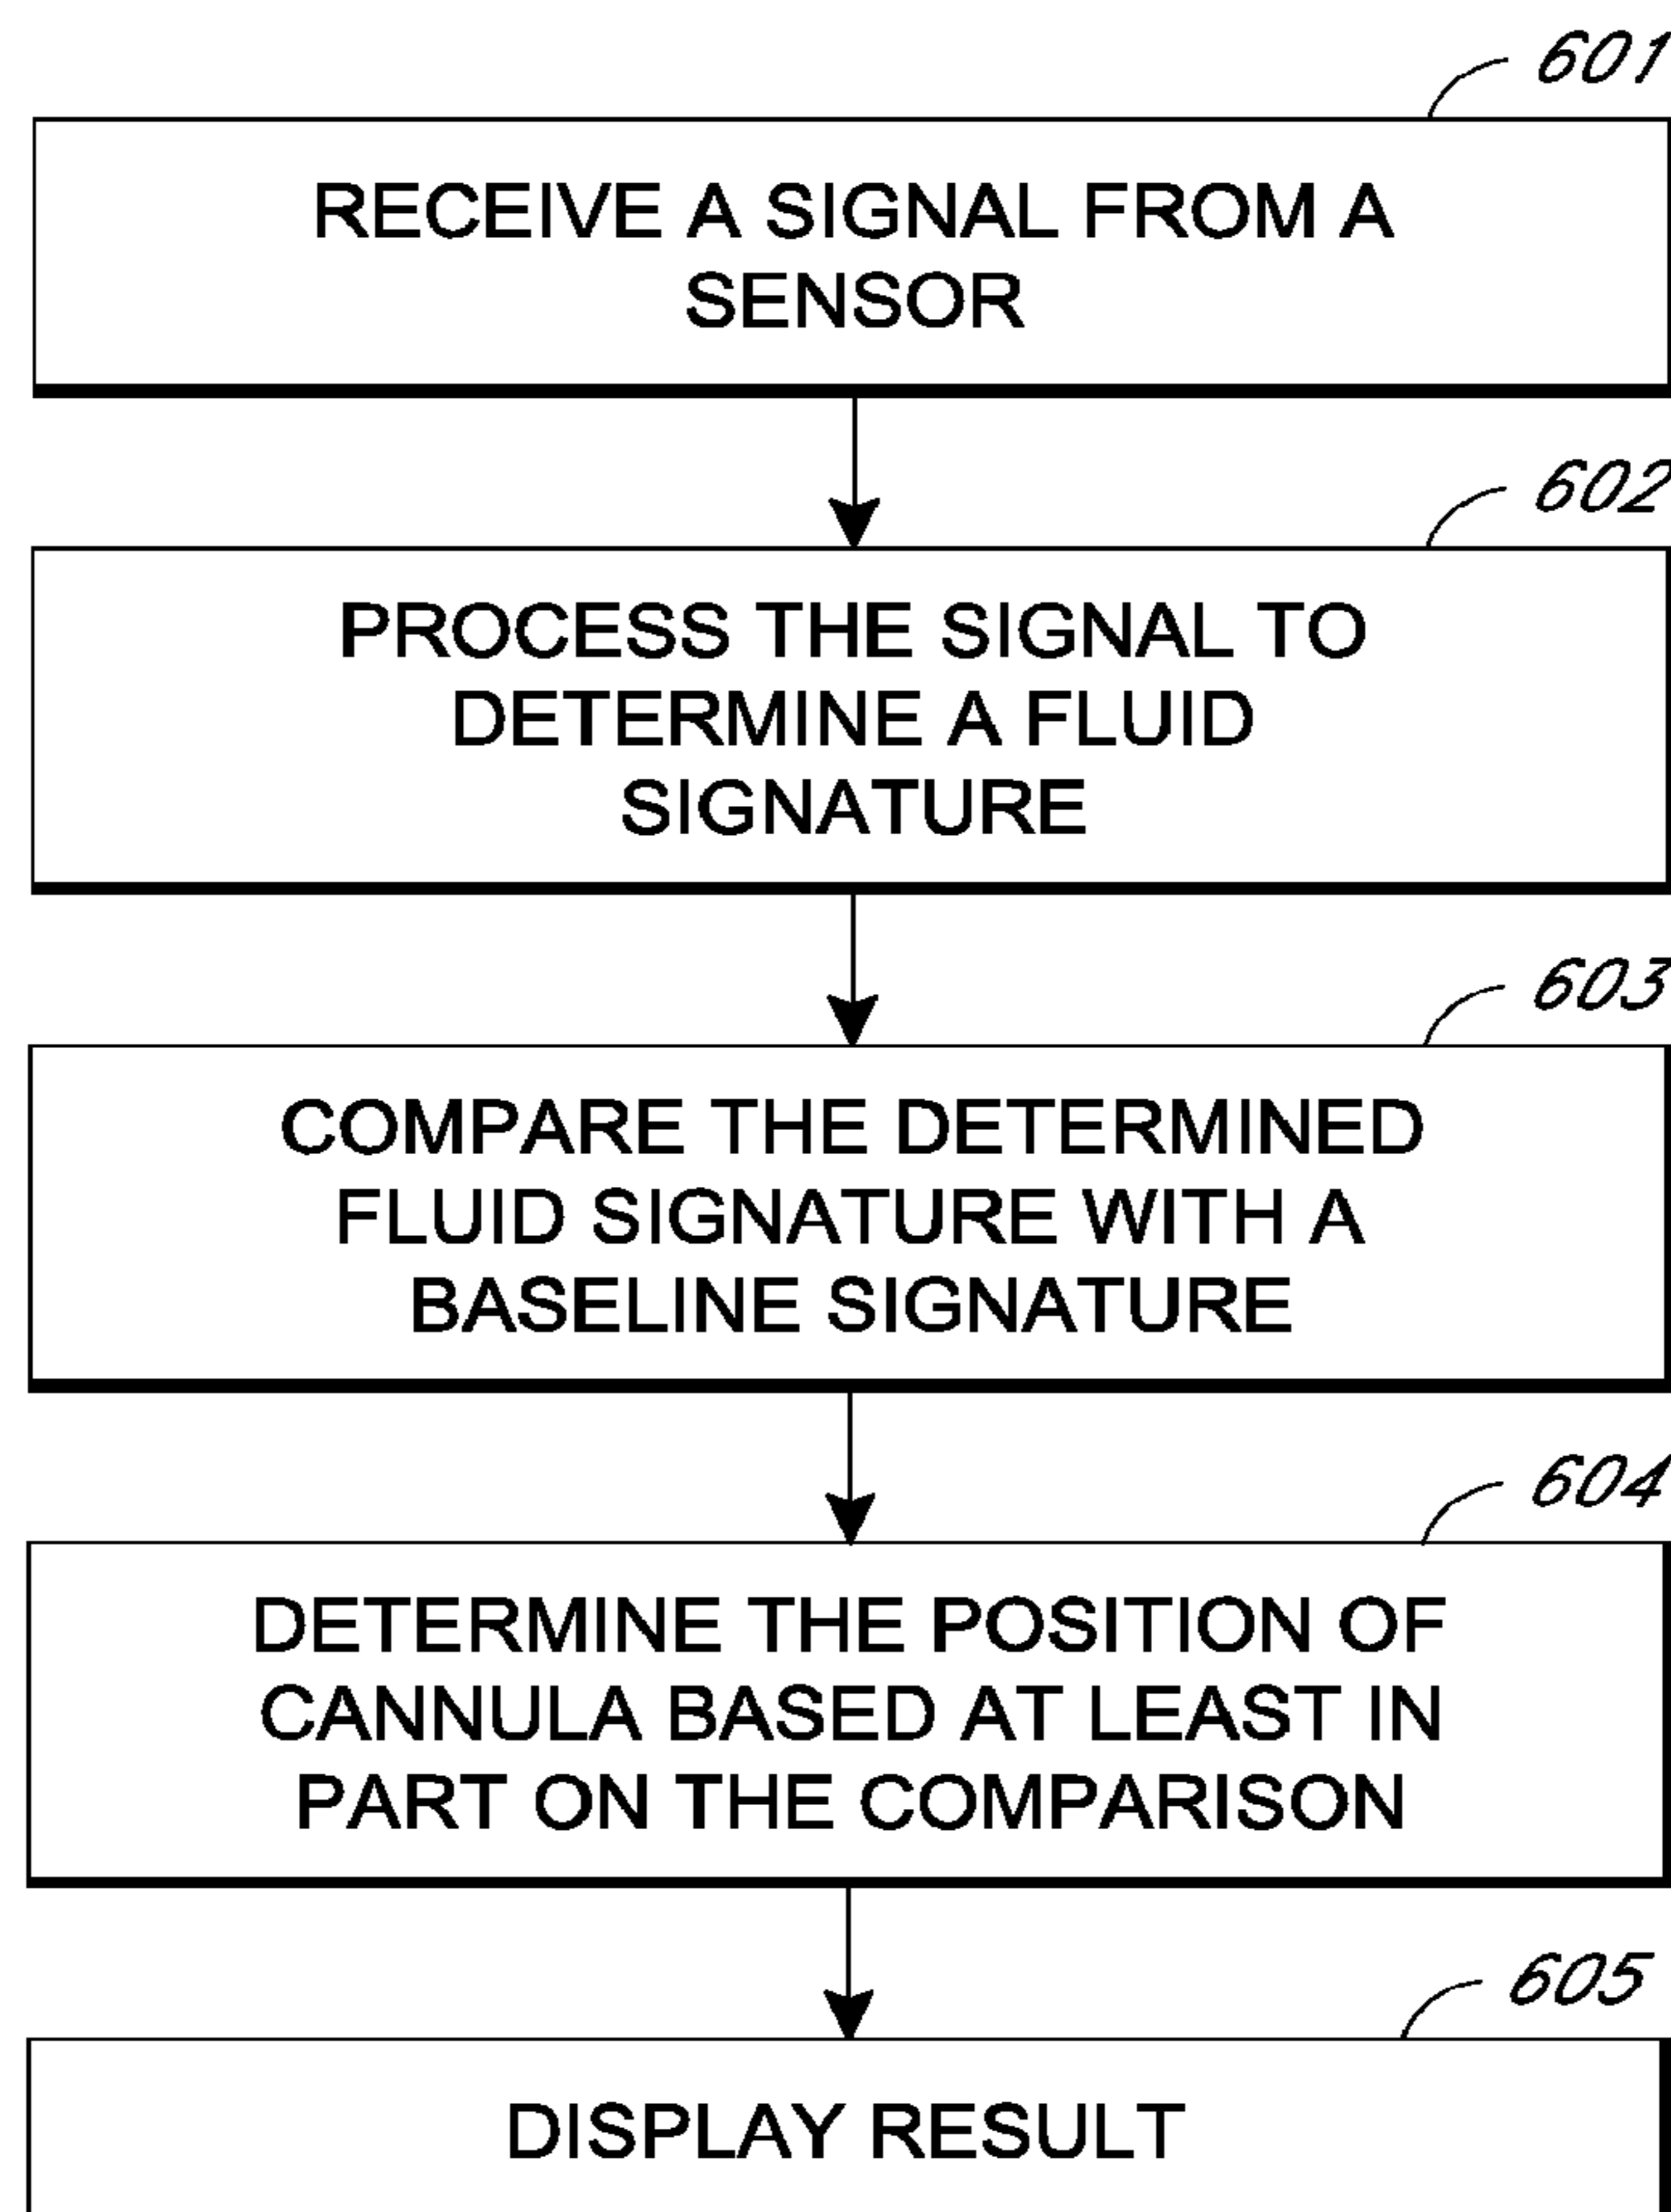 601
RECEIVE A SIGNAL FROM A
SENSOR
602
PROCESS THE SIGNAL TO
DETERMINE A FLUID
SIGNATURE
603
COMPARE THE DETERMINED
FLUID SIGNATURE WITH A
BASELINE SIGNATURE
604
DETERMINE THE POSITION OF
CANNULA BASED AT LEAST IN
PART ON THE COMPARISON
605
DISPLAY RESULT